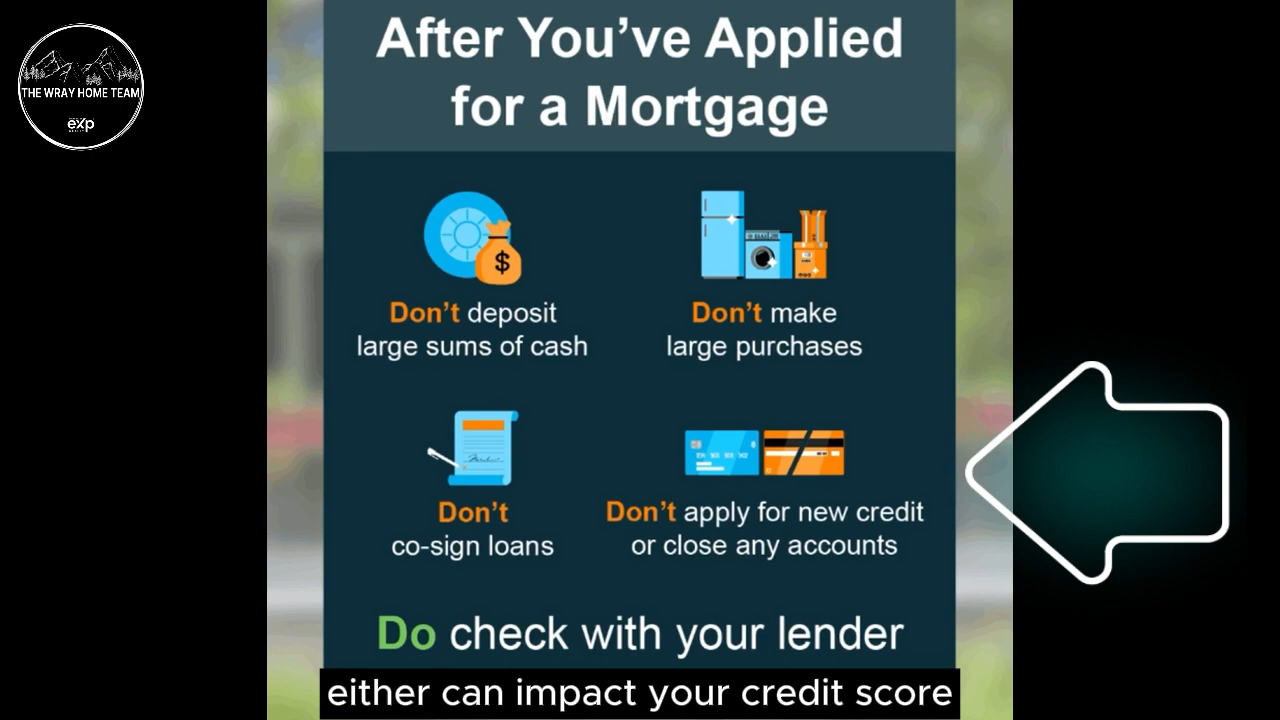 After You've Applied
for a Mortgage
THE WRAY HOME TEAM
exp
$
Don't deposit
large sums of cash
Don't make
large purchases
Don't
co-sign loans
Don't apply for new credit
or close any accounts
Do check with your lender
either can impact your credit score